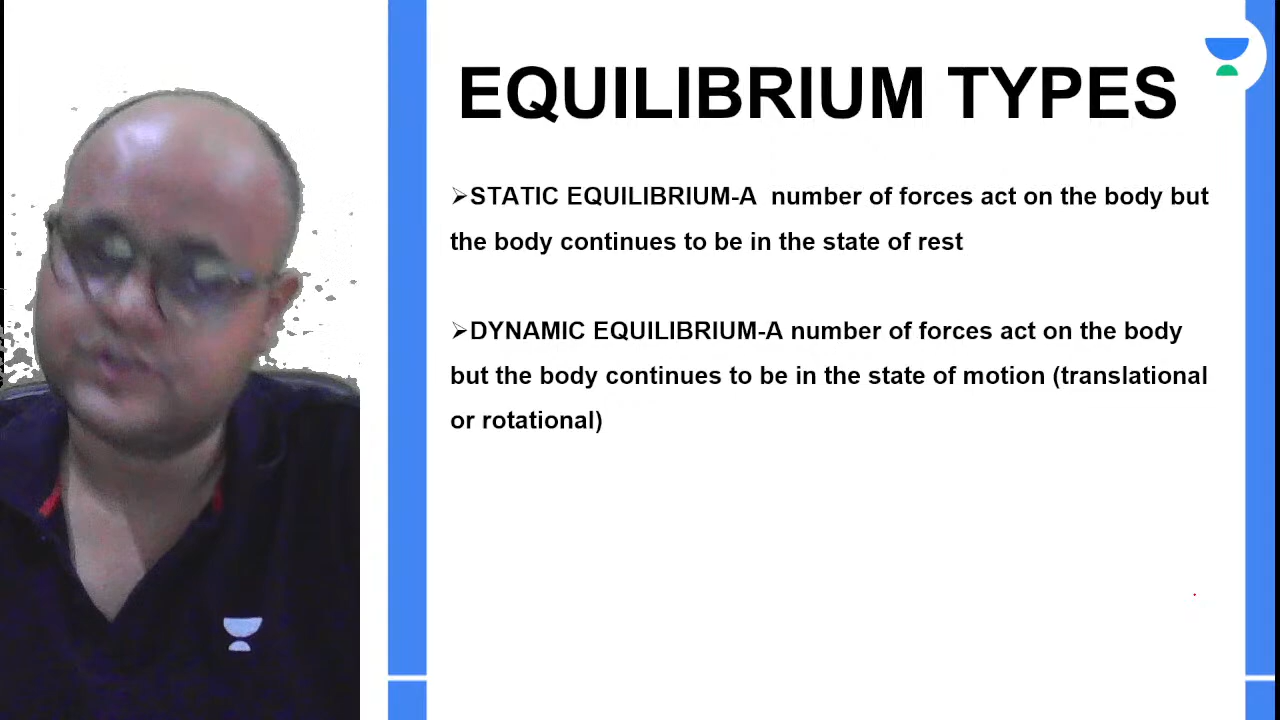 EQUILIBRIUM TYPES
➢STATIC EQUILIBRIUM-A  number of forces act on the body but
the body continues to be in the state of rest
➢DYNAMIC EQUILIBRIUM-A number of forces act on the body
but the body continues to be in the state of motion (translational
or rotational)